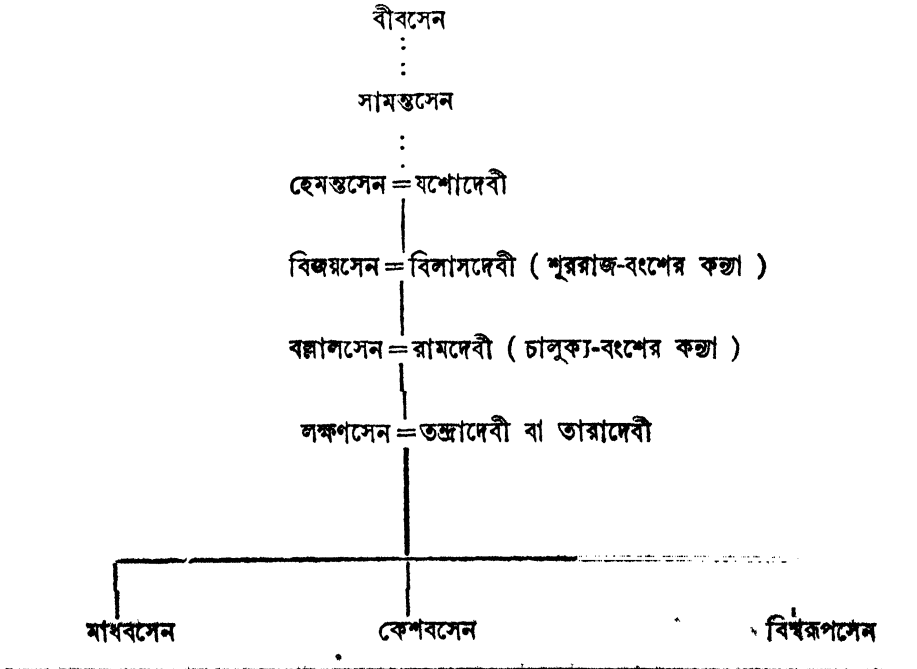 বীরসেন
সামন্তসেন
হেমন্তসেন = যশোদেবী
বিজয়সেন = বিলাসদেবী ( শূররাজ-বংশের কন্যা )
বল্লালসেন = রামদেবী ( চালুক্য-বংশের কন্যা )
লক্ষণসেন = তন্দ্রাদেবী বা তারাদেবী
মাধবসেন কেশবসেন বিশ্বরূপসেন